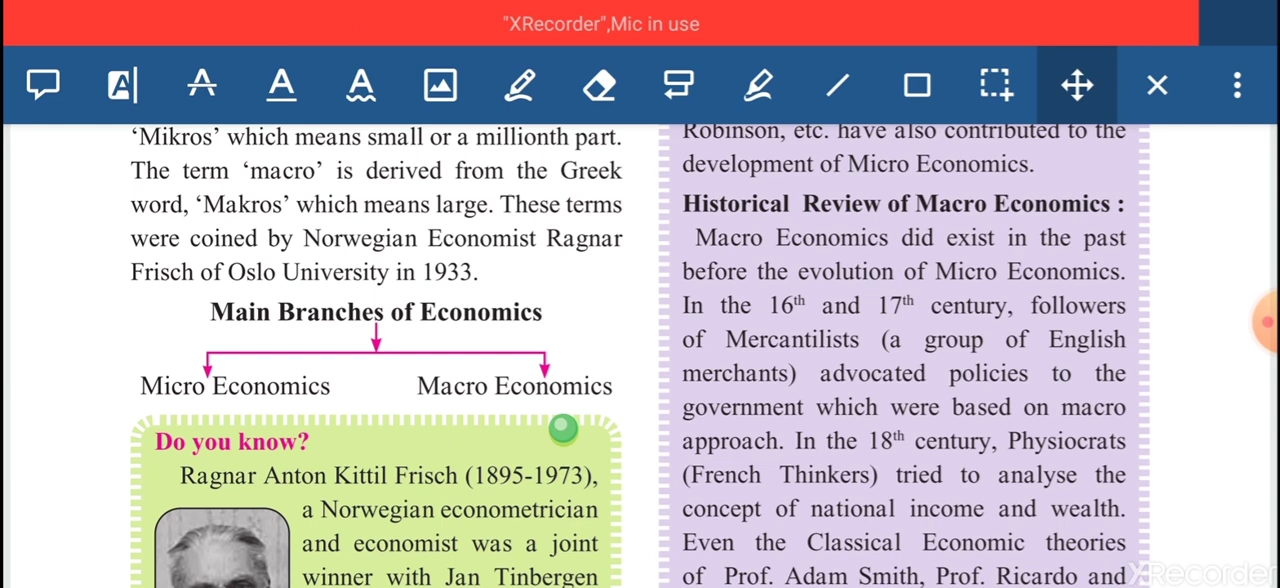 "XRecorder",Mic in use
‘Mikros’ which means small or a millionth part.
The term ‘macro’ is derived from the Greek
word, ‘Makros’ which means large. These terms
were coined by Norwegian Economist Ragnar
Frisch of Oslo University in 1933.
Main Branches of Economics
Micro Economics Macro Economics
Do you know?
Ragnar Anton Kittil Frisch (1895-1973),
a Norwegian econometrician
and economist was a joint
winner with Jan Tinbergen
Robinson, etc. have also contributed to the
development of Micro Economics.
Historical Review of Macro Economics :
Macro Economics did exist in the past
before the evolution of Micro Economics.
In the 16th and 17th century, followers
of Mercantilists (a group of English
merchants) advocated policies to the
government which were based on macro
approach. In the 18th century, Physiocrats
(French Thinkers) tried to analyse the
concept of national income and wealth.
Even the Classical Economic theories
of Prof. Adam Smith, Prof. Ricardo and
XRecorder